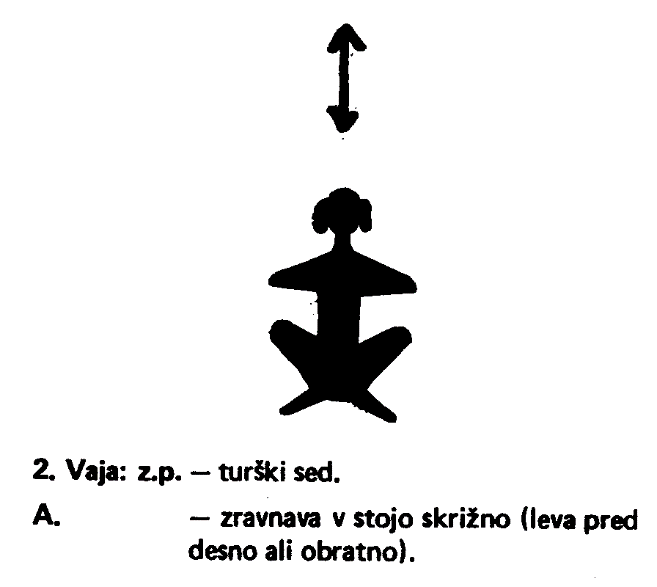 2. Vaja: z.p. — turški sed.
A. — zravnava v stojo skrižno (leva pred
desno ali obratno).